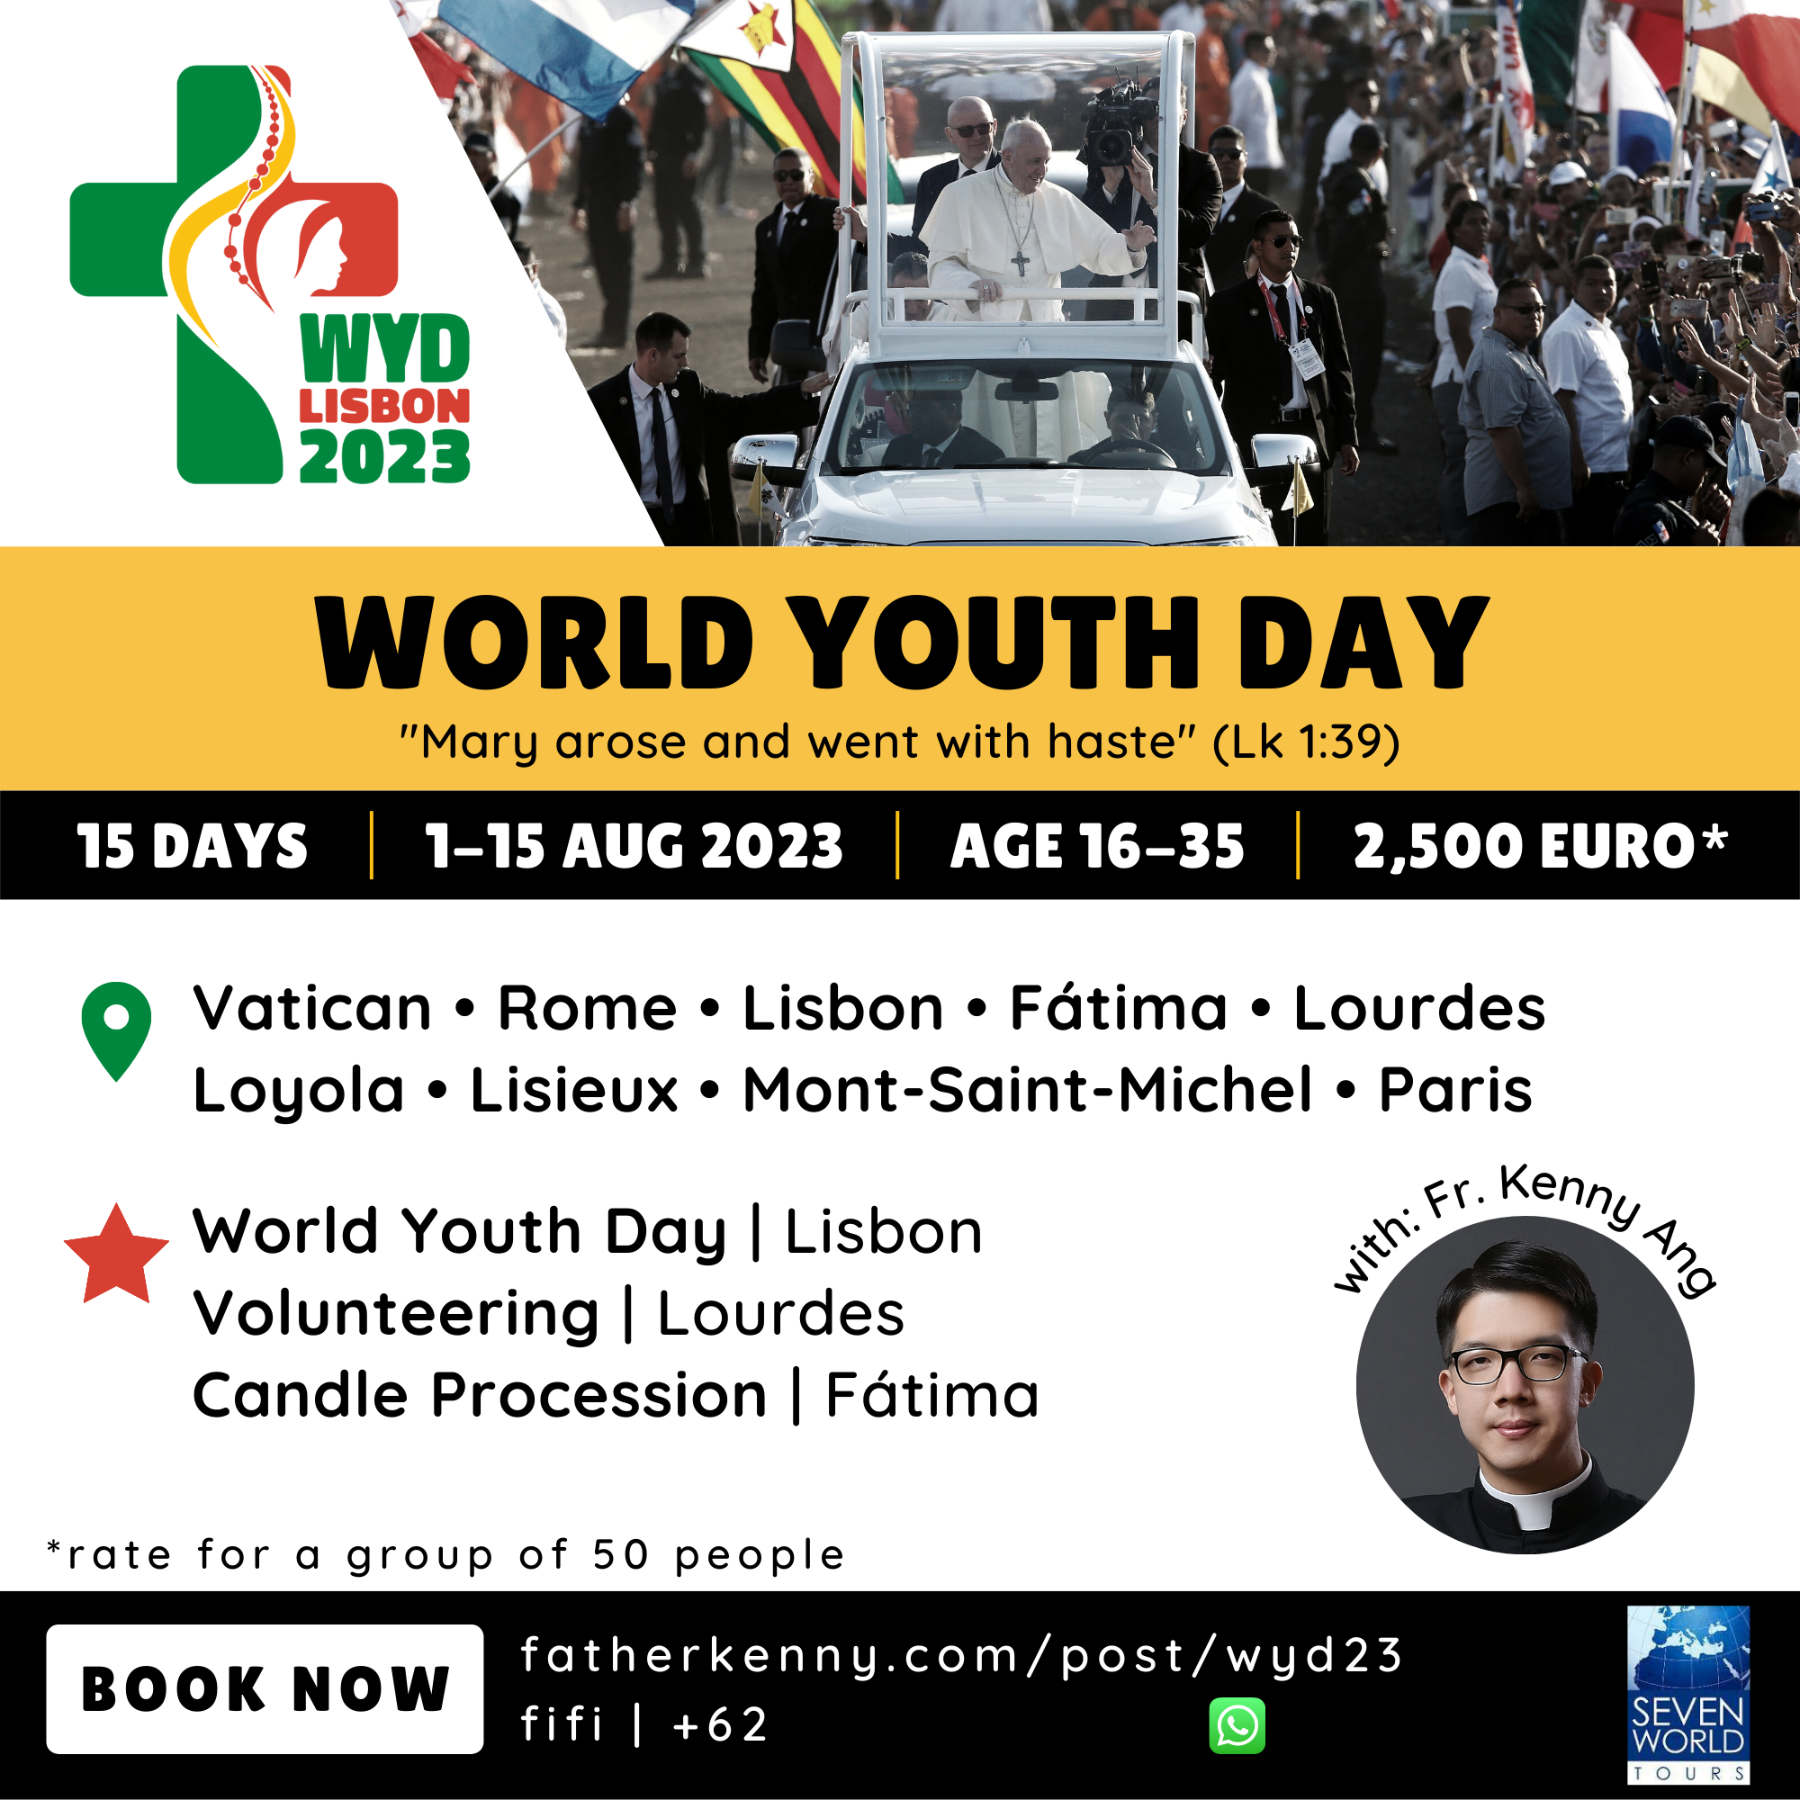 WYD
LISBON
2023
WORLD YOUTH DAY
"Mary arose and went with haste" (Lk 1:39)
15 DAYS | 1–15 AUG 2023 | AGE 16–35 | 2,500 EURO*
Vatican • Rome • Lisbon • Fátima • Lourdes
Loyola • Lisieux • Mont-Saint-Michel • Paris
World Youth Day | Lisbon
Volunteering | Lourdes
Candle Procession | Fátima
with: Fr. Kenny Ang
*rate for a group of 50 people
BOOK NOW
fatherkenny.com/post/wyd23
fifi | +62
SEVEN
WORLD
TOURS